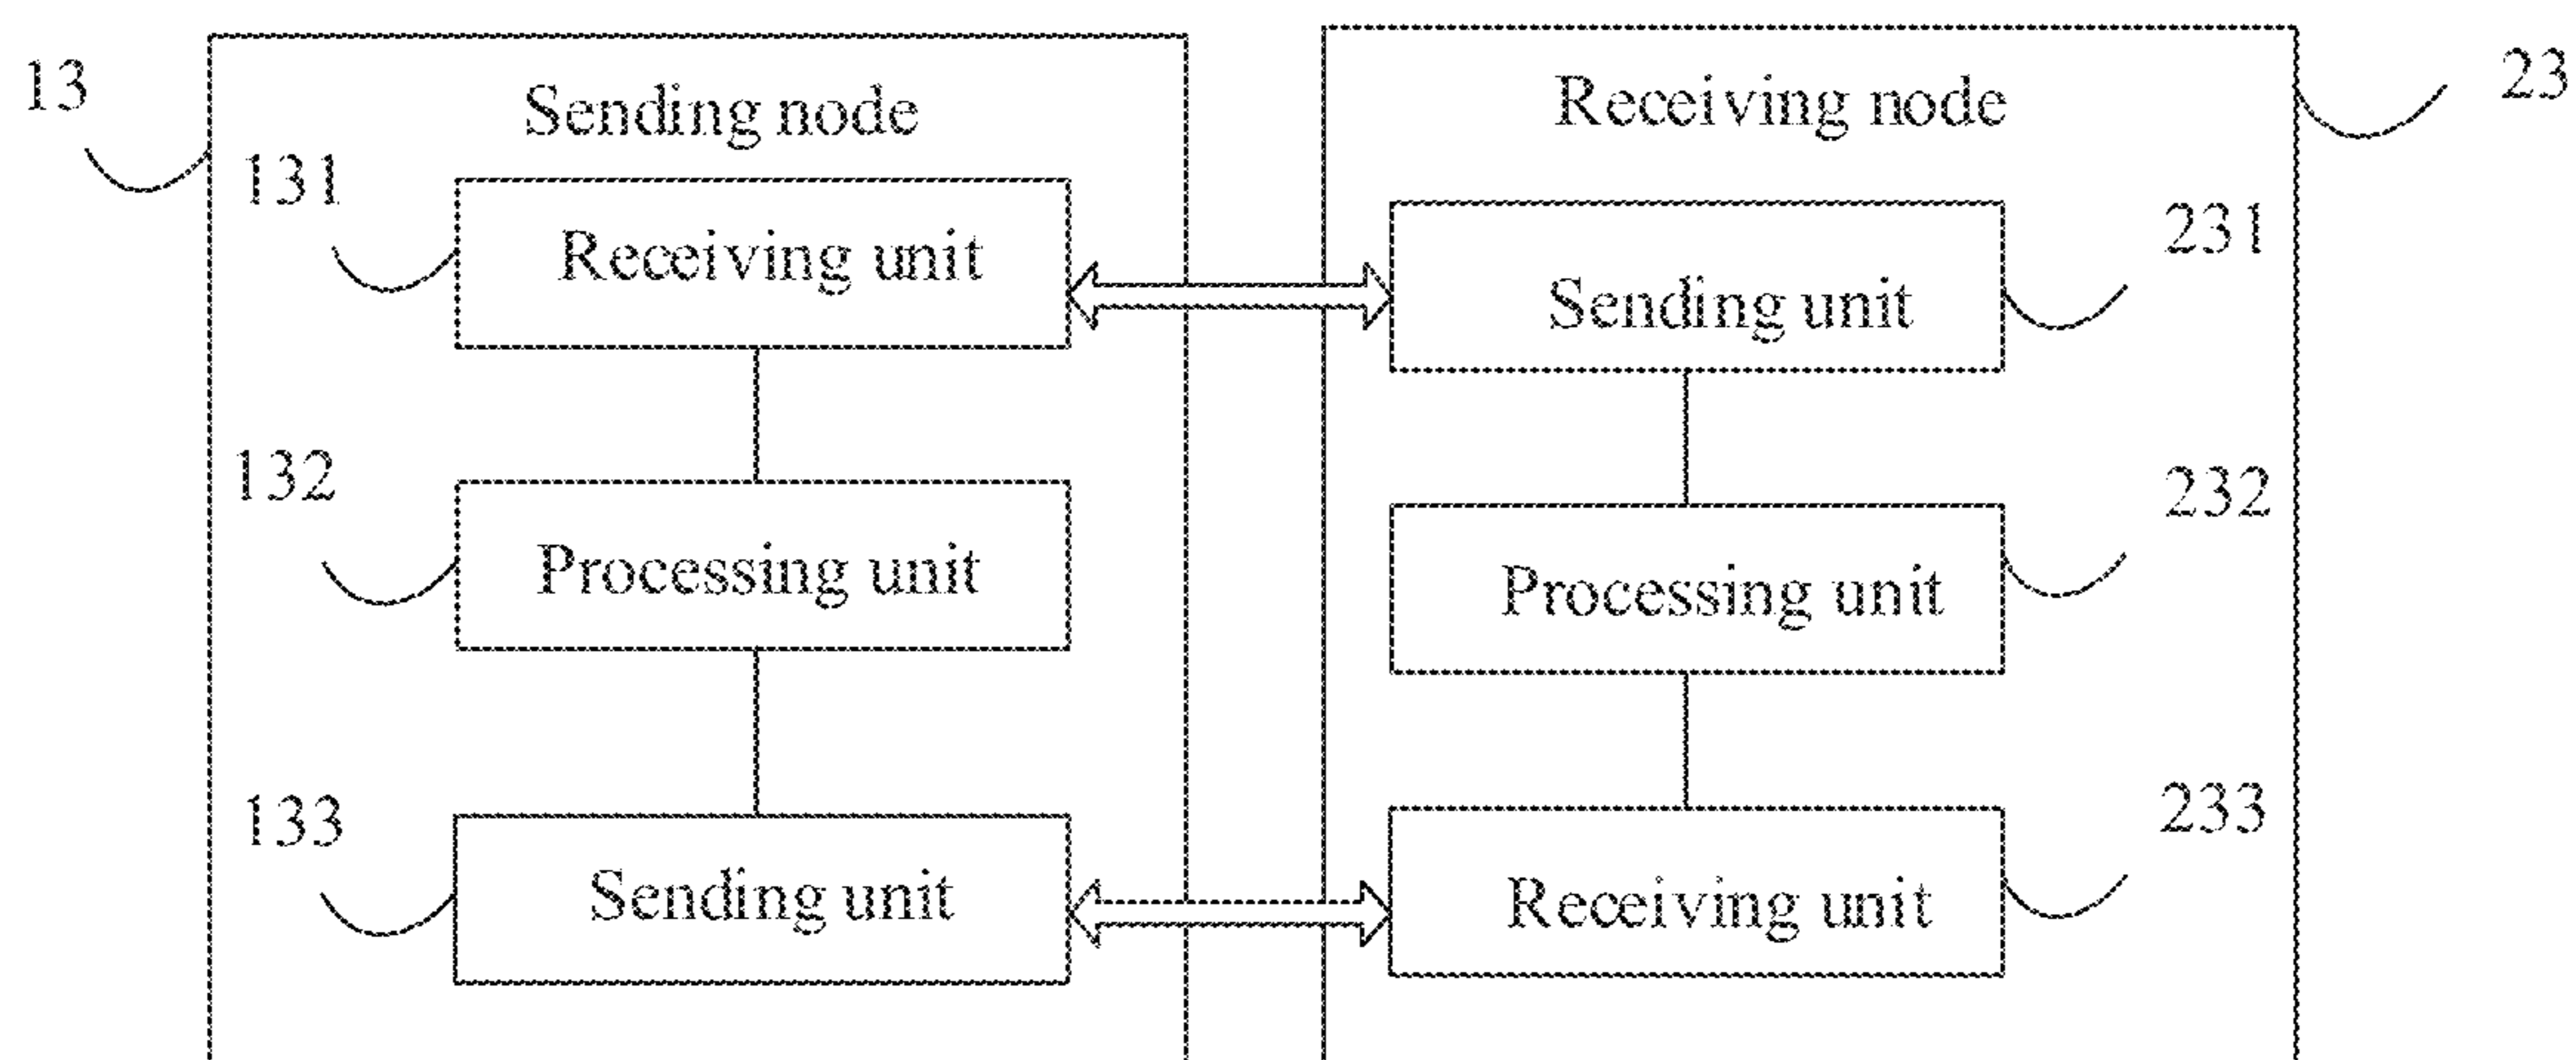 13
Sending node
131
Receiving unit
132
Processing unit
133
Sending unit
Receiving node
23
Sending unit
231
Processing unit
232
Receiving unit
233